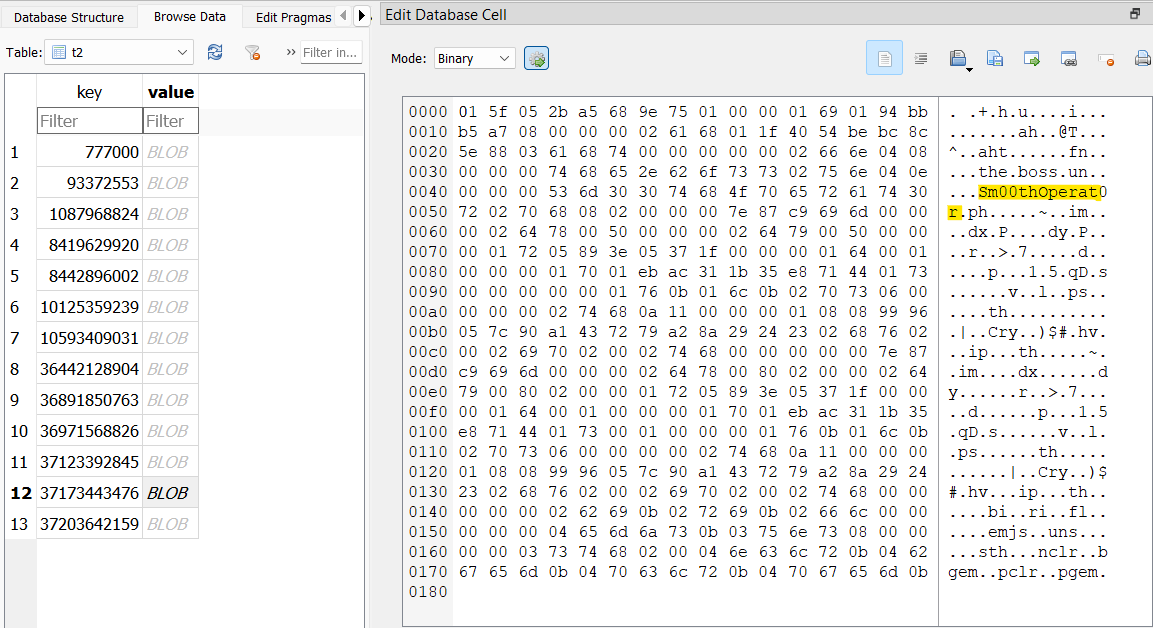 Database Structure Browse Data Edit Pragmas
Table: t2 » Filter in...
key value
Filter Filter
1 777000 BLOB
2 93372553 BLOB
3 1087968824 BLOB
4 8419629920 BLOB
5 8442896002 BLOB
6 10125359239 BLOB
7 10593409031 BLOB
8 36442128904 BLOB
9 36891850763 BLOB
10 36971568826 BLOB
11 37123392845 BLOB
12 37173443476 BLOB
13 37203642159 BLOB
Edit Database Cell
Mode: Binary
0000 01 5f 05 2b a5 68 9e 75 01 00 00 01 69 01 94 bb . .+.h.u....i...
0010 b5 a7 08 00 00 00 02 61 68 01 1f 40 54 be bc 8c .......ah..@T...
0020 5e 88 03 61 68 74 00 00 00 00 00 02 66 6e 04 08 ^..aht......fn..
0030 00 00 00 74 68 65 2e 62 6f 73 73 02 75 6e 04 0e ...the.boss.un..
0040 00 00 00 53 6d 30 30 74 68 4f 70 65 72 61 74 30 ...Sm00thOperat0
0050 72 02 70 68 08 02 00 00 00 7e 87 c9 69 6d 00 00 r.ph.....~..im..
0060 00 02 64 78 00 50 00 00 00 02 64 79 00 50 00 00 ..dx.P....dy.P..
0070 00 01 72 05 89 3e 05 37 1f 00 00 00 01 64 00 01 ..r..>.7.....d..
0080 00 00 00 01 70 01 eb ac 31 1b 35 e8 71 44 01 73 ....p...1.5.qD.s
0090 00 00 00 00 00 01 76 0b 01 6c 0b 02 70 73 06 00 ......v..l..ps..
00a0 00 00 02 74 68 0a 11 00 00 00 01 08 08 99 96 ....th..........
00b0 05 7c 90 a1 43 72 79 a2 8a 29 24 23 02 68 76 02 .|..Cry..)$#.hv.
00c0 00 02 69 70 02 00 02 74 68 00 00 00 00 00 7e 87 ..ip...th.....~.
00d0 c9 69 6d 00 00 00 02 64 78 00 80 02 00 00 02 64 .im....dx......d
00e0 79 00 80 02 00 00 01 72 05 89 3e 05 37 1f 00 00 y......r..>.7...
00f0 00 01 64 00 01 00 00 00 01 70 01 eb ac 31 1b 35 ..d......p...1.5
0100 e8 71 44 01 73 00 01 00 00 00 01 76 0b 01 6c 0b .qD.s......v..l.
0110 02 70 73 06 00 00 00 00 02 74 68 0a 11 00 00 00 .ps......th.....
0120 01 08 08 99 96 05 7c 90 a1 43 72 79 a2 8a 29 24 ......|..Cry..)$
0130 23 02 68 76 02 00 02 69 70 02 00 02 74 68 00 00 #.hv...ip...th..
0140 00 00 00 02 62 69 0b 02 72 69 0b 02 66 6c 00 00 ....bi..ri..fl..
0150 00 00 00 04 65 6d 6a 73 0b 03 75 6e 73 08 00 00 ....emjs..uns...
0160 00 00 03 73 74 68 02 00 04 6e 63 6c 72 0b 04 62 ...sth...nclr..b
0170 67 65 6d 0b 04 70 63 6c 72 0b 04 70 67 65 6d 0b gem..pclr..pgem.
0180